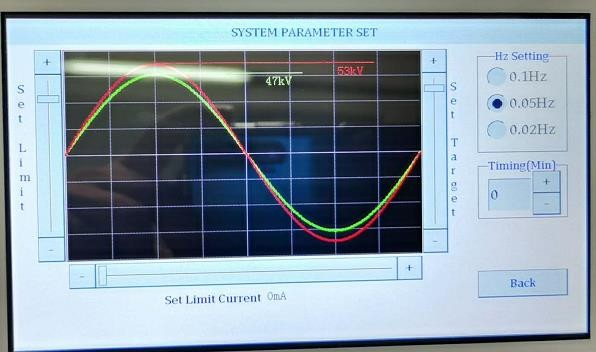 SYSTEM PARAMETER SET
+
Set Limit
-
53kV
47kV
+
Set Target
-
Hz Setting
0.1Hz
0.05Hz
0.02Hz
Timing(Min)
0
+
-
- +
Set Limit Current 0mA
Back